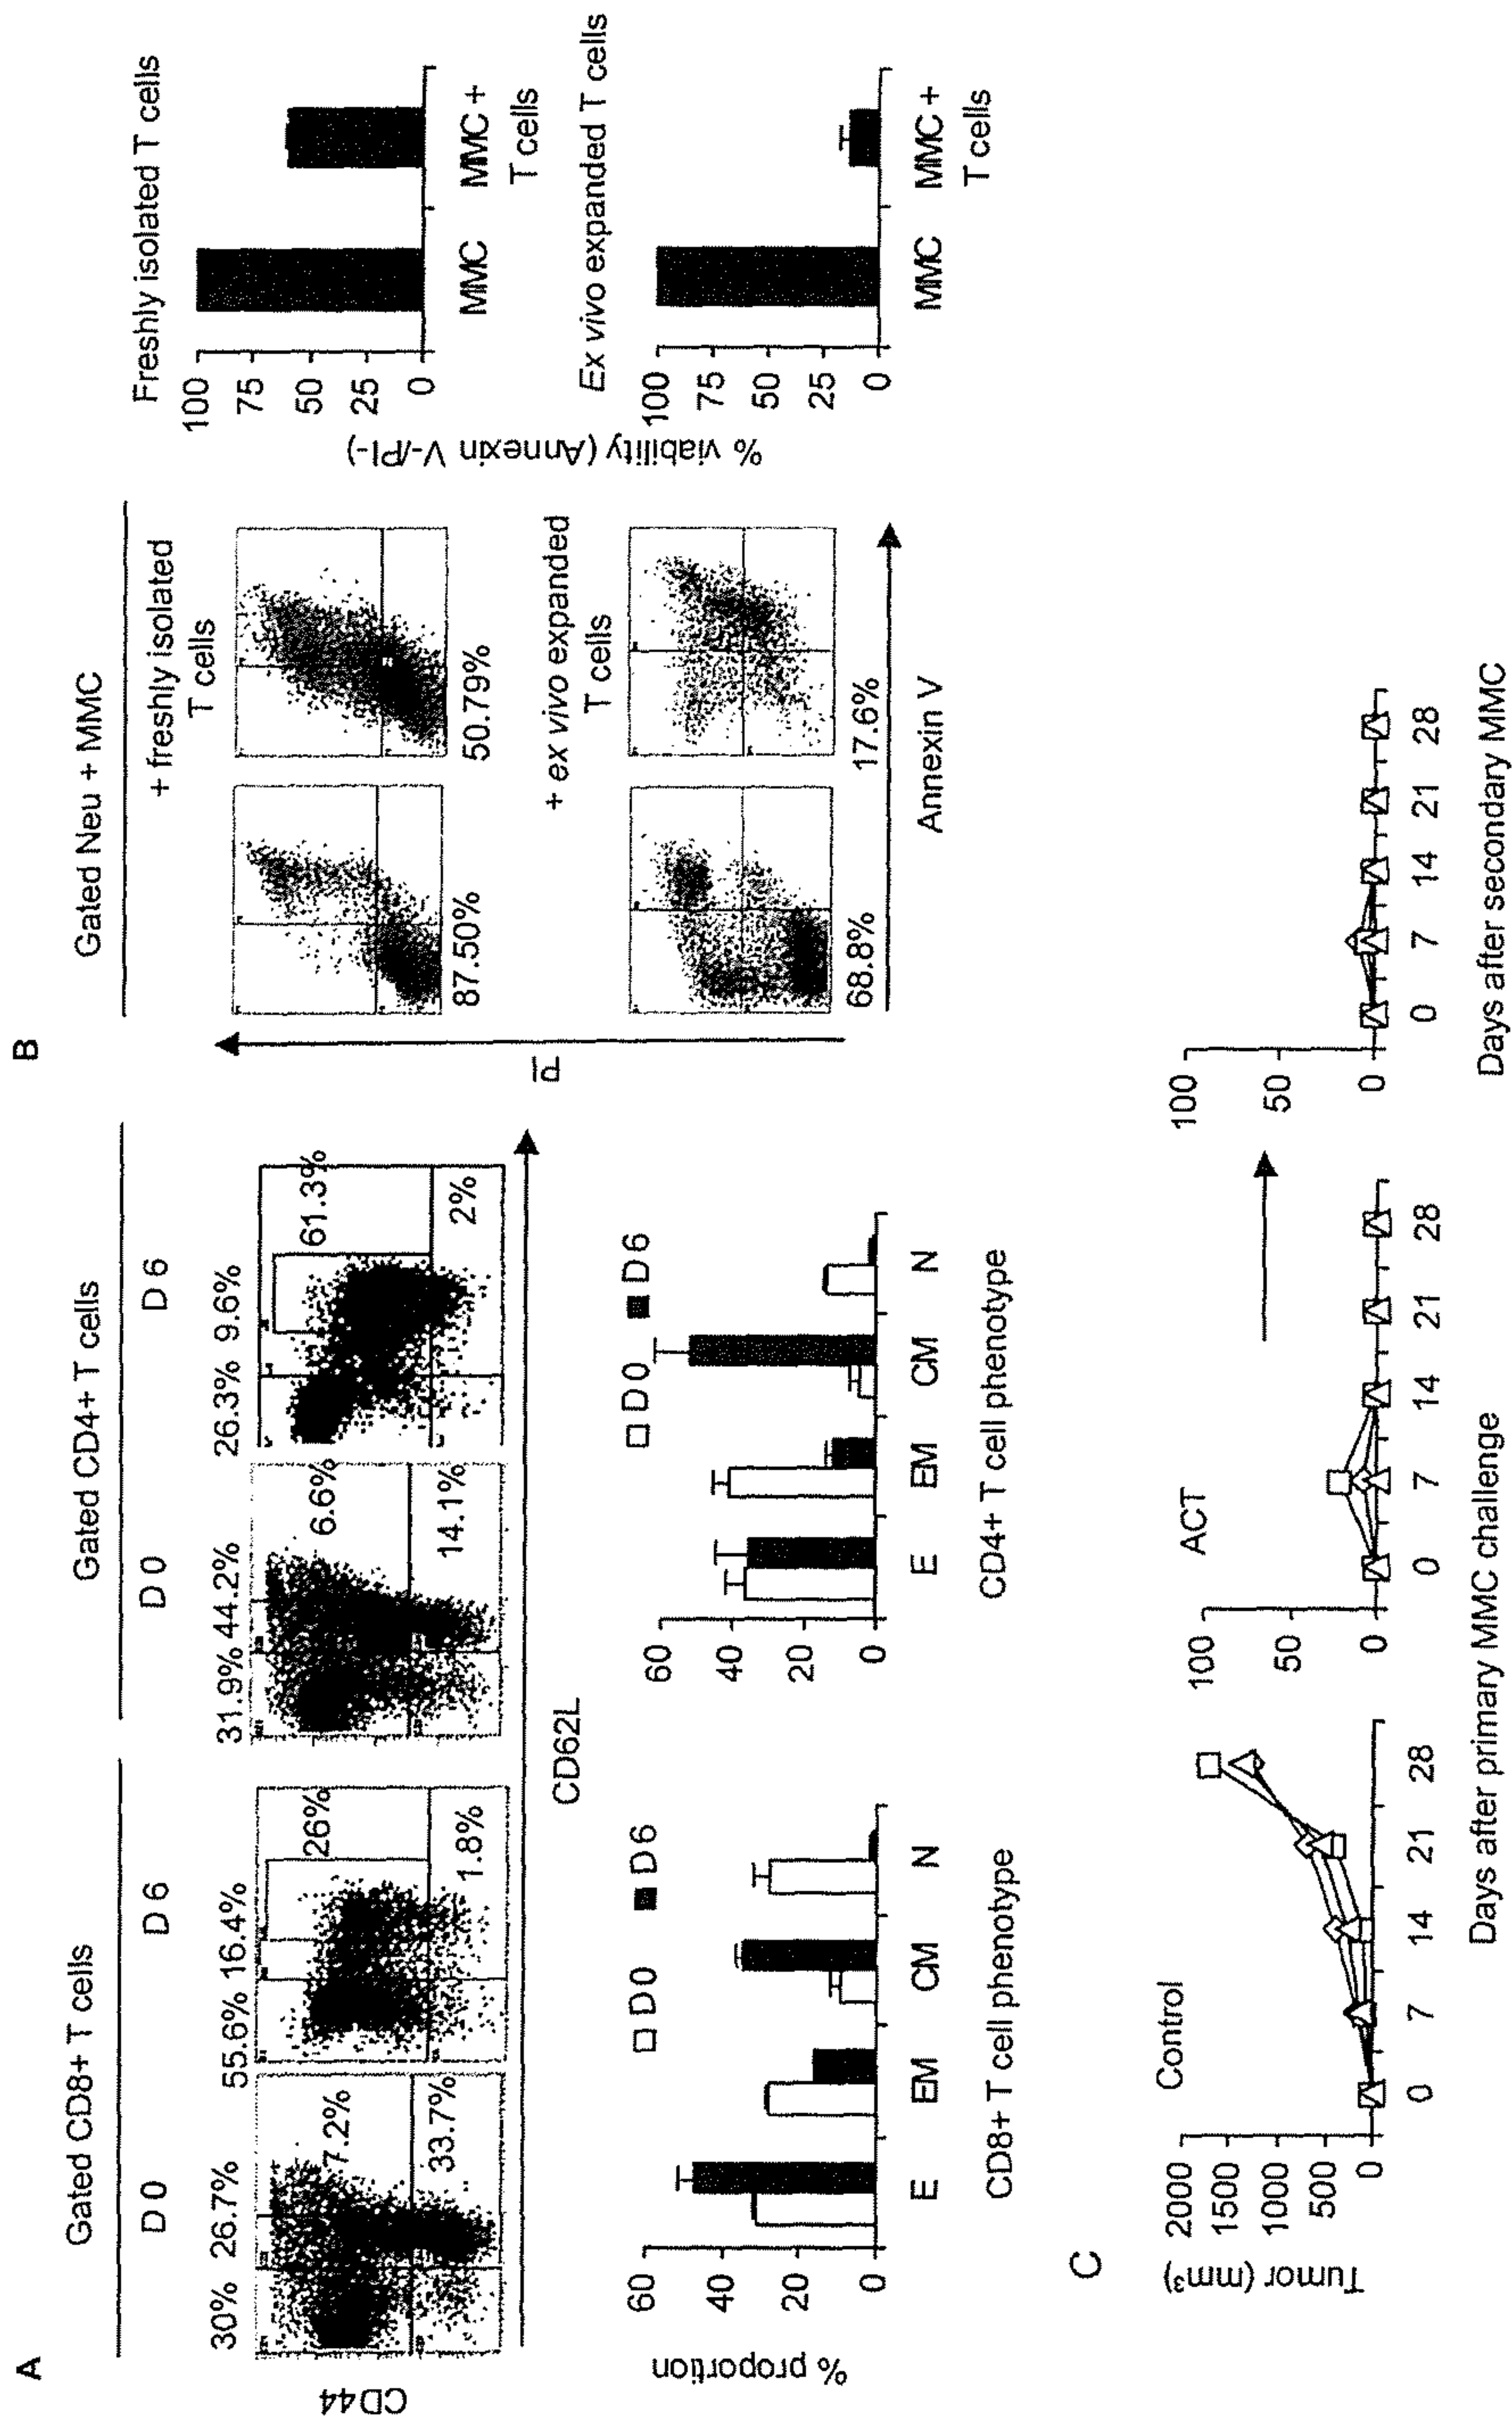 A
Gated CD8+ T cells
Gated CD4+ T cells
D 0
D 6
D 0
D 6
30% 26.7%
55.6% 16.4%
31.9% 44.2%
26.3% 9.6%
7.2%
26%
6.6%
61.3%
33.7%
1.8%
14.1%
2%
CD44
CD62L
% proportion
60
40
20
0
□ D 0 ■ D 6
E EM CM N
CD8+ T cell phenotype
60
40
20
0
□ D 0 ■ D 6
E EM CM N
CD4+ T cell phenotype
B
Gated Neu + MMC
+ freshly isolated
T cells
87.50%
50.79%
+ ex vivo expanded
T cells
68.8%
17.6%
PI
Annexin V
% viability (Annexin V-/PI-)
Freshly isolated T cells
100
75
50
25
0
MMC
MMC +
T cells
Ex vivo expanded T cells
100
75
50
25
0
MMC
MMC +
T cells
C
Tumor (mm³)
Control
2000
1500
1000
500
0
0 7 14 21 28
ACT
100
50
0
0 7 14 21 28
Days after primary MMC challenge
100
50
0
0 7 14 21 28
Days after secondary MMC